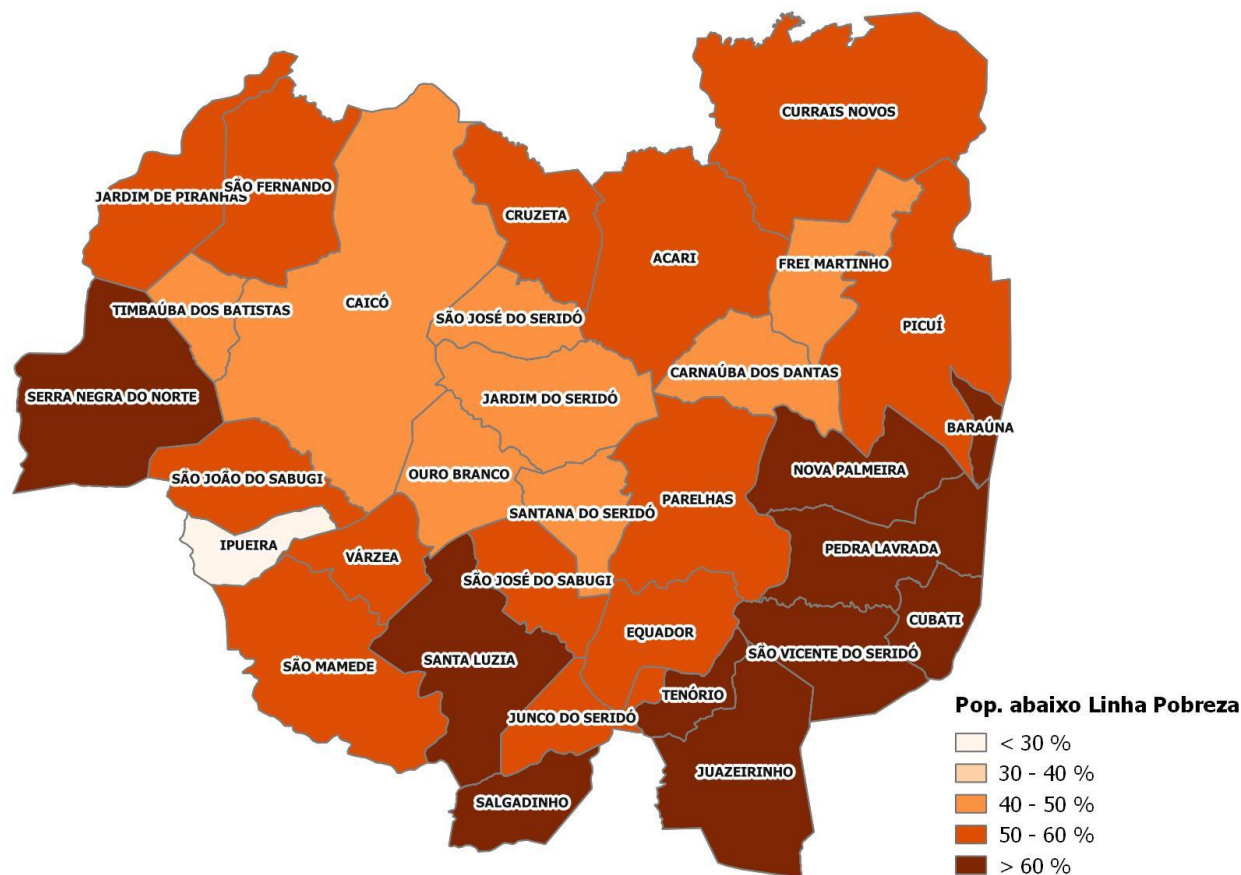 CURRAIS NOVOS
SÃO FERNANDO
JARDIM DE PIRANHAS
CRUZETA
ACARI
FREI MARTINHO
CAICÓ
TIMBAÚBA DOS BATISTAS
SÃO JOSÉ DO SERIDÓ
PICUÍ
CARNAÚBA DOS DANTAS
SERRA NEGRA DO NORTE
JARDIM DO SERIDÓ
BARAÚNA
SÃO JOÃO DO SABUGI
OURO BRANCO
NOVA PALMEIRA
PARELHAS
SANTANA DO SERIDÓ
IPUEIRA
VÁRZEA
PEDRA LAVRADA
SÃO JOSÉ DO SABUGI
CUBATI
EQUADOR
SÃO VICENTE DO SERIDÓ
SÃO MAMEDE
SANTA LUZIA
TENÓRIO
JUNCO DO SERIDÓ
JUAZEIRINHO
SALGADINHO
Pop. abaixo Linha Pobreza
< 30 %
30 - 40 %
40 - 50 %
50 - 60 %
> 60 %